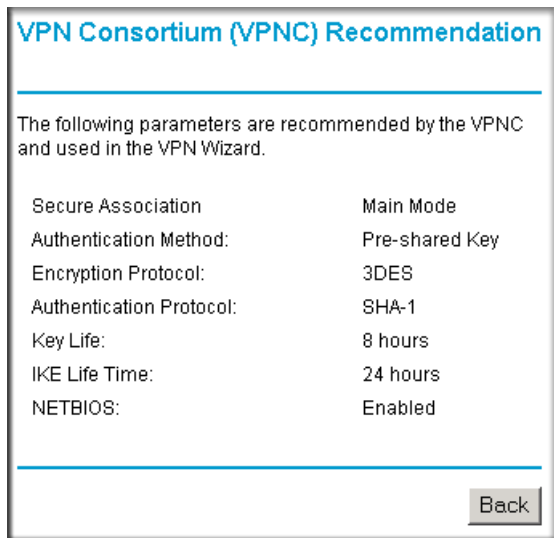 VPN Consortium (VPNC) Recommendation
The following parameters are recommended by the VPNC
and used in the VPN Wizard.
Secure Association Main Mode
Authentication Method: Pre-shared Key
Encryption Protocol: 3DES
Authentication Protocol: SHA-1
Key Life: 8 hours
IKE Life Time: 24 hours
NETBIOS: Enabled
Back